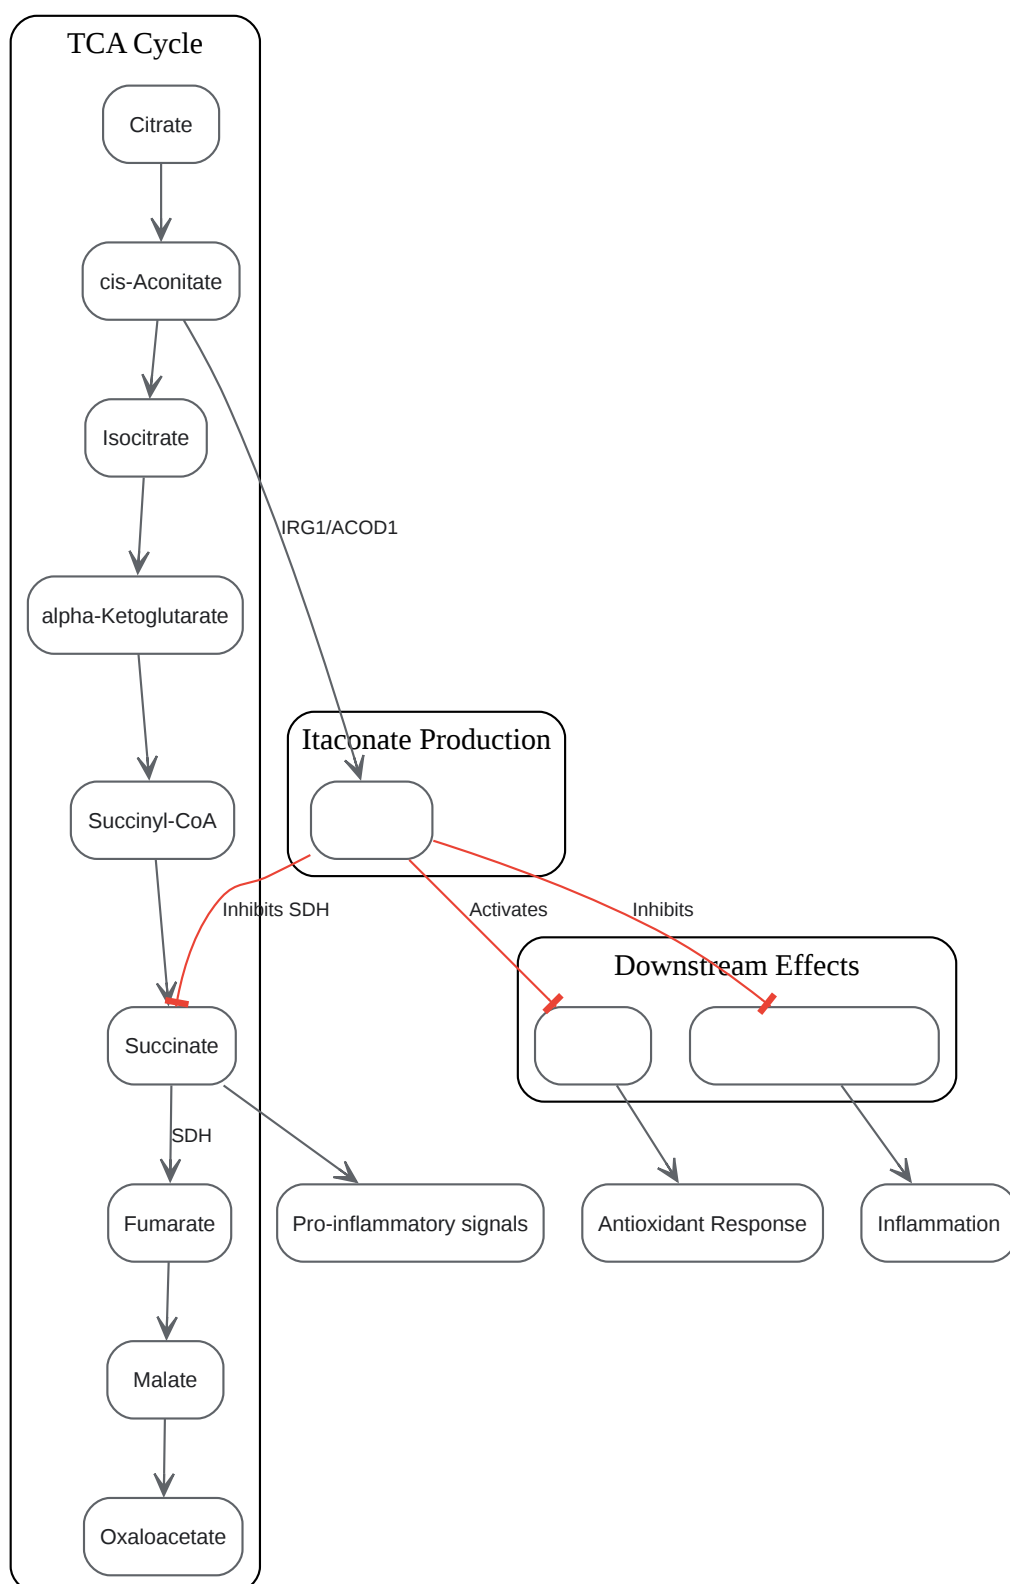 TCA Cycle
Citrate
cis-Aconitate
Isocitrate
IRG1/ACOD1
alpha-Ketoglutarate
Itaconate Production
Succinyl-CoA
Inhibits SDH
Activates
Inhibits
Downstream Effects
Succinate
SDH
Fumarate
Pro-inflammatory signals
Antioxidant Response
Inflammation
Malate
Oxaloacetate